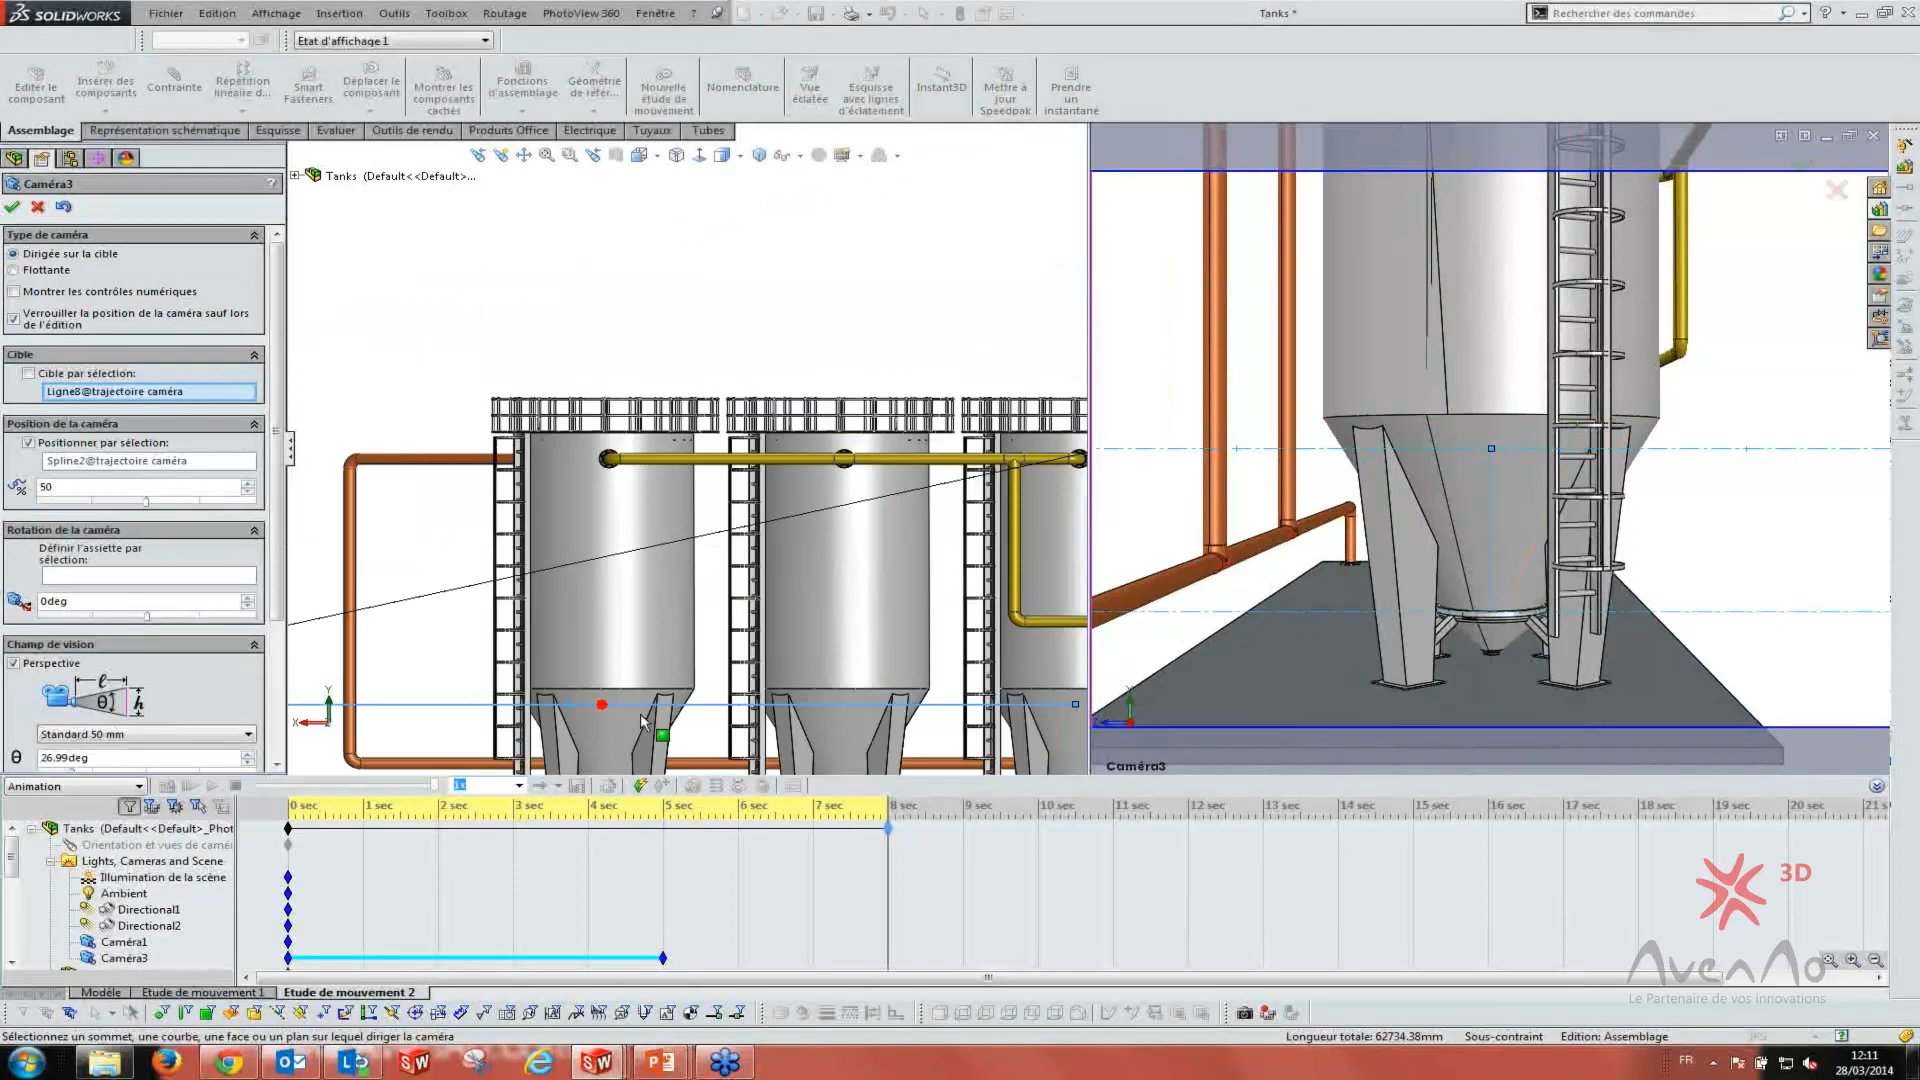 SOLIDWORKS
Fichier Edition Affichage Insertion Outils Toolbox Routage PhotoView 360 Fenêtre ?
Tanks *
Rechercher des commandes
Etat d'affichage 1
Editer le composant
Insérer des composants
Contrainte
Répétition linéaire d...
Smart Fasteners
Déplacer le composant
Montrer les composants cachés
Fonctions d'assemblage
Géométrie de référ...
Nouvelle étude de mouvement
Nomenclature
Vue éclatée
Esquisse avec lignes d'éclatement
Instant3D
Mettre à jour Speedpak
Prendre un instantané
Assemblage Représentation schématique Esquisse Evaluer Outils de rendu Produits Office Electrique Tuyaux Tubes
Caméra3
?
Tanks (Default<<Default>...
Type de caméra
Dirigée sur la cible
Flottante
Montrer les contrôles numériques
Verrouiller la position de la caméra sauf lors
de l'édition
Cible
Cible par sélection:
Ligne8@trajectoire caméra
Position de la caméra
Positionner par sélection:
Spline2@trajectoire caméra
50
Rotation de la caméra
Définir l'assiette par
sélection:
0deg
Champ de vision
Perspective
ℓ
θ h
Standard 50 mm
θ 26.99deg
Y
X
Caméra3
Animation
1x
0 sec 1 sec 2 sec 3 sec 4 sec 5 sec 6 sec 7 sec 8 sec 9 sec 10 sec 11 sec 12 sec 13 sec 14 sec 15 sec 16 sec 17 sec 18 sec 19 sec 20 sec 21 s
Tanks (Default<<Default>_Phot
Orientation et vues de camér
Lights, Cameras and Scene
Illumination de la scène
Ambient
Directional1
Directional2
Caméra1
Caméra3
3D
AvenAo
Le Partenaire de vos innovations
Modèle Etude de mouvement 1 Etude de mouvement 2
Sélectionnez un sommet, une courbe, une face ou un plan sur lequel diriger la caméra
Longueur totale: 62734.38mm Sous-contraint Edition: Assemblage
FR
12:11
28/03/2014